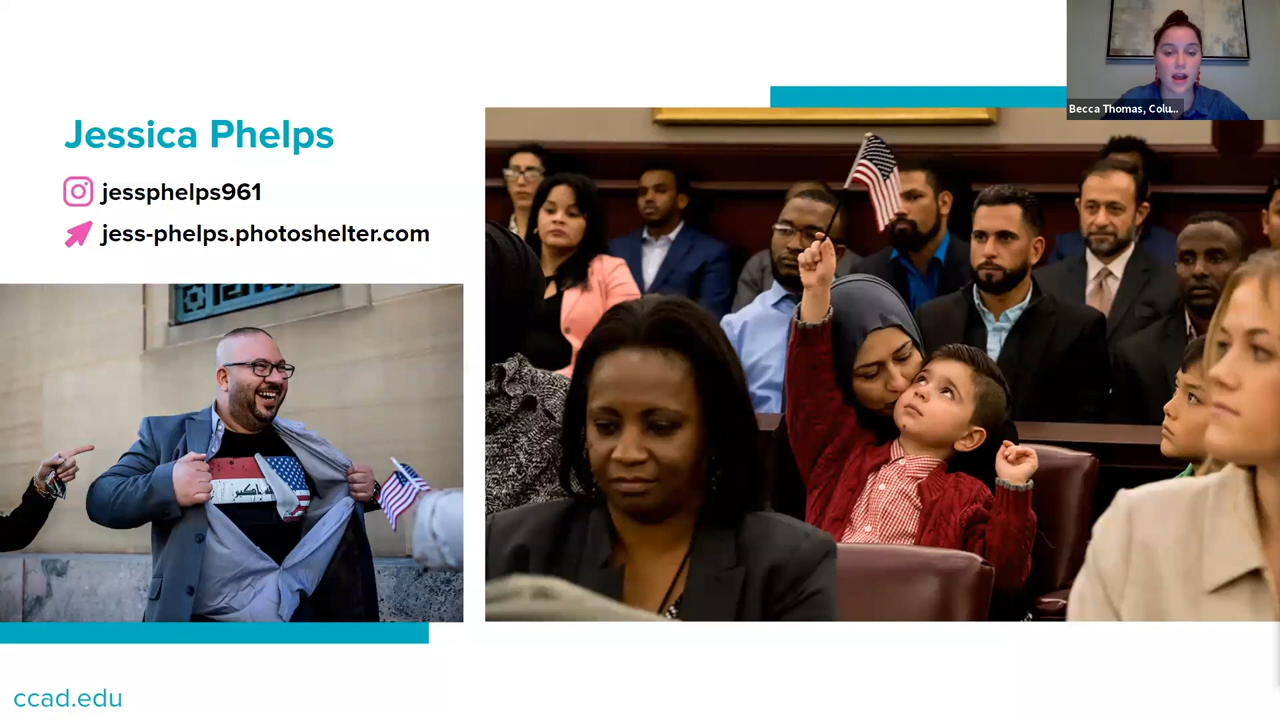 Jessica Phelps
jessphelps961
jess-phelps.photoshelter.com
Becca Thomas, Colu...
ccad.edu